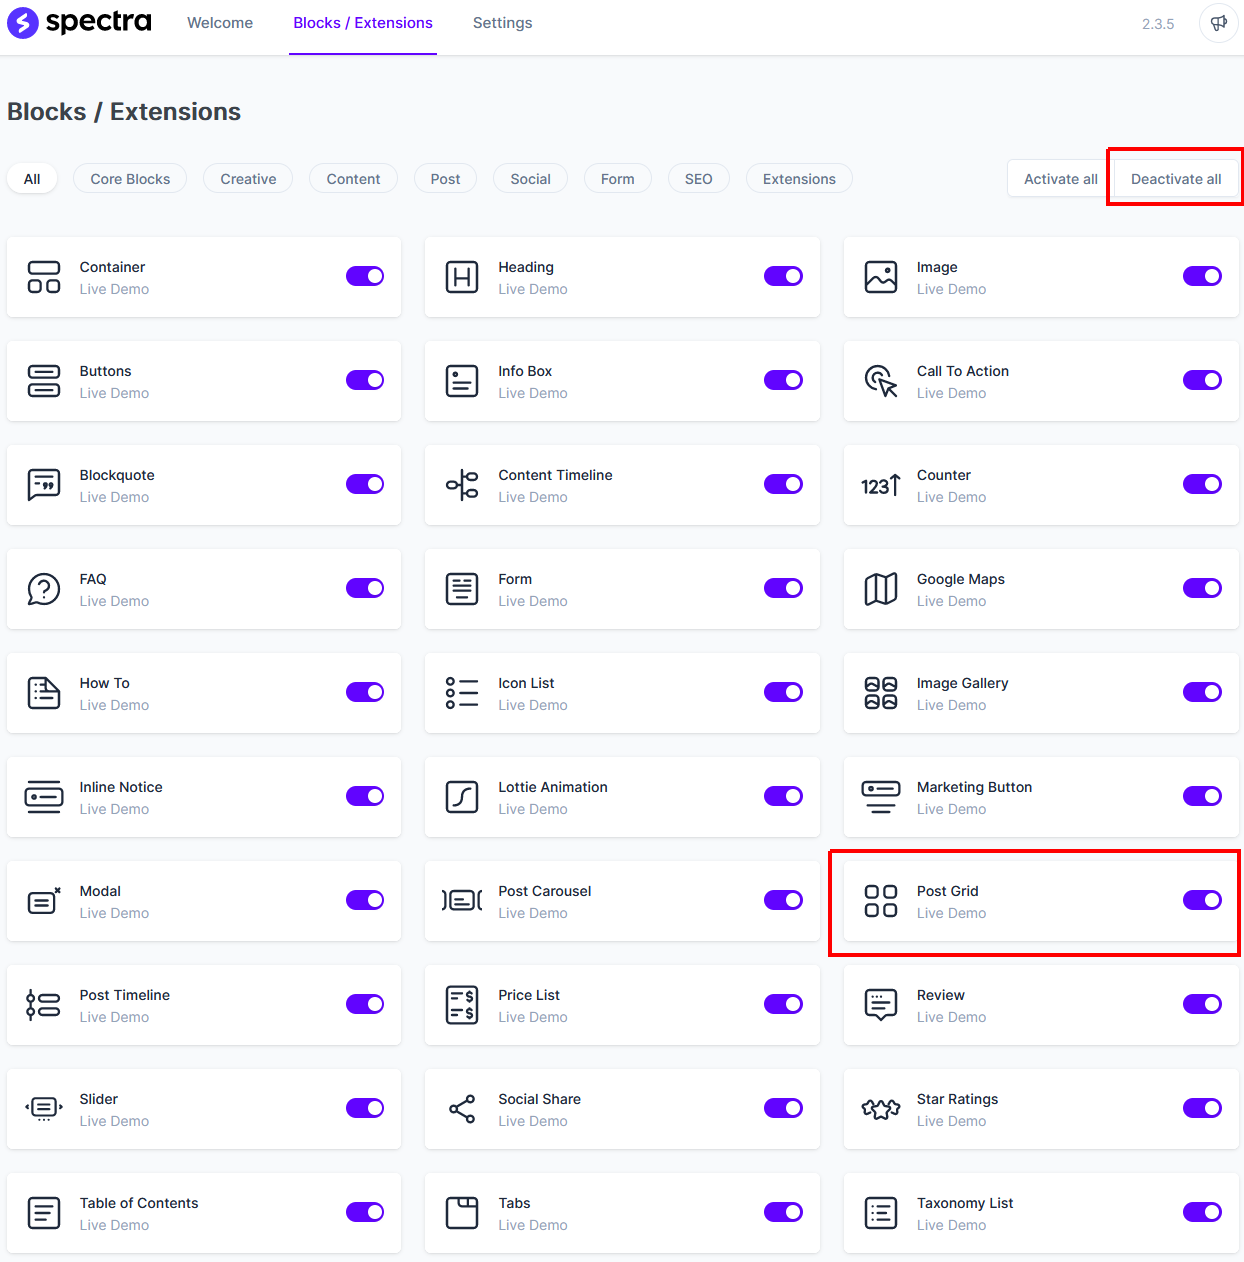 spectra Welcome Blocks / Extensions Settings 2.3.5
Blocks / Extensions
All Core Blocks Creative Content Post Social Form SEO Extensions Activate all Deactivate all
Container Heading Image
Live Demo Live Demo Live Demo
Buttons Info Box Call To Action
Live Demo Live Demo Live Demo
Blockquote Content Timeline 123 Counter
Live Demo Live Demo Live Demo
FAQ Form Google Maps
Live Demo Live Demo Live Demo
How To Icon List Image Gallery
Live Demo Live Demo Live Demo
Inline Notice Lottie Animation Marketing Button
Live Demo Live Demo Live Demo
Modal Post Carousel Post Grid
Live Demo Live Demo Live Demo
Post Timeline Price List Review
Live Demo Live Demo Live Demo
Slider Social Share Star Ratings
Live Demo Live Demo Live Demo
Table of Contents Tabs Taxonomy List
Live Demo Live Demo Live Demo